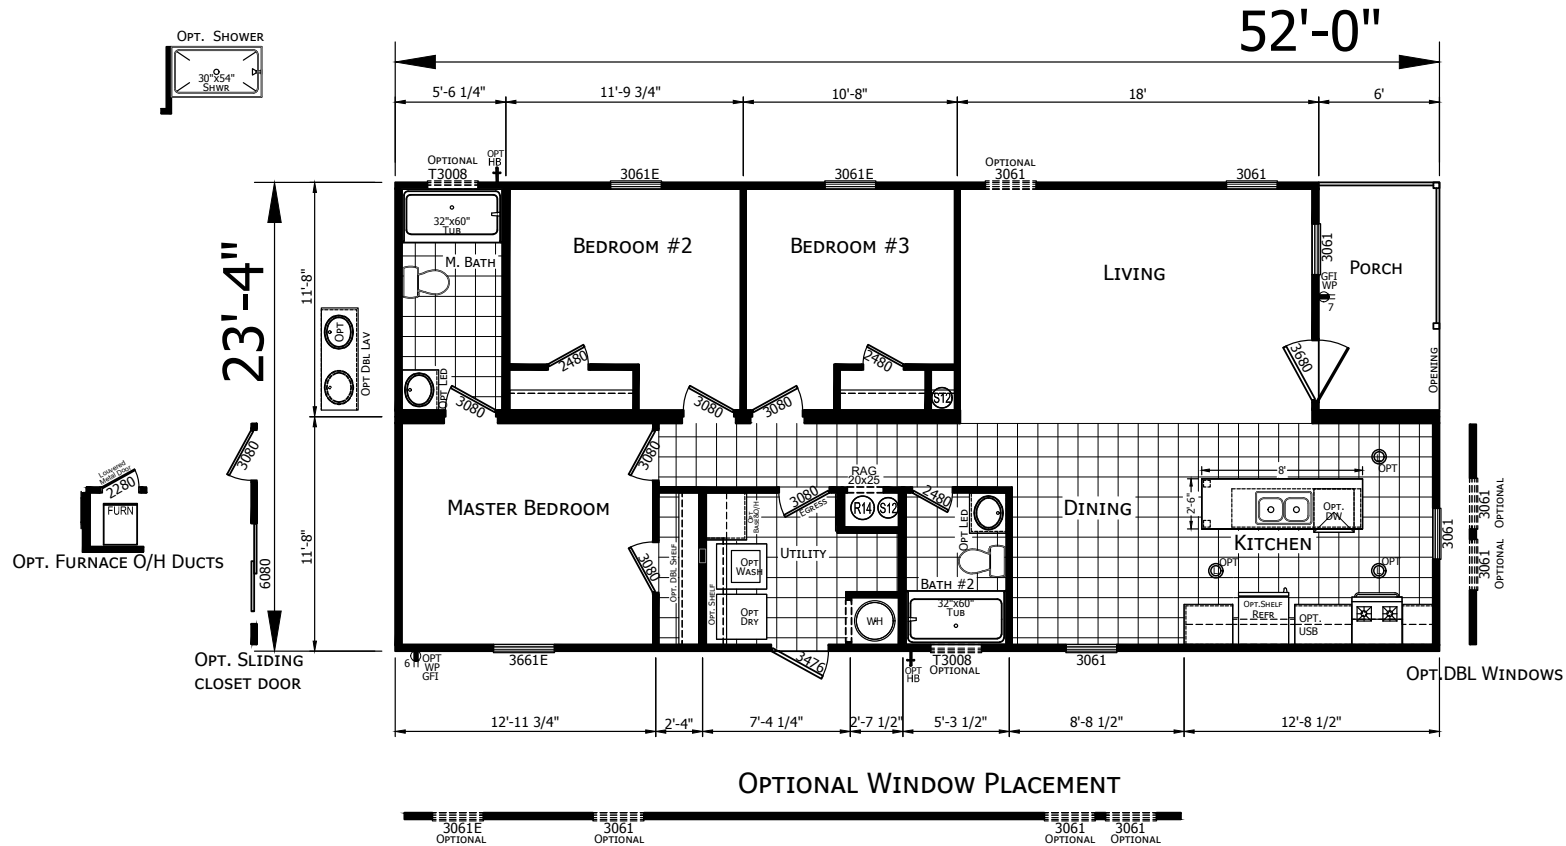 52'-0"
OPT. SHOWER
30"x54"
SHWR
5'-6 1/4"
11'-9 3/4"
10'-8"
18'
6'
OPTIONAL
T3008
OPT
HB
3061E
3061E
OPTIONAL
3061
3061
23'-4"
11'-8"
32"x60"
TUB
M. BATH
BEDROOM #2
BEDROOM #3
LIVING
3061
GFI
WP
7
PORCH
OPT
OPT DBL LAV
OPT LED
3080
2480
3080
3080
2480
S12
3680
OPENING
3080
6080
OPT. SLIDING
CLOSET DOOR
Louvered
Metal Door
2280
FURN
OPT. FURNACE O/H DUCTS
11'-8"
MASTER BEDROOM
3080
3080
OPT. DBL SHELF
OPT. SHELF
OPT
BASE&O/H
3080
EGRESS
RAG
20x25
R14
S12
UTILITY
OPT
WASH
OPT
DRY
WH
2480
OPT LED
BATH #2
32"x60"
TUB
DINING
8'
2'-6"
OPT.
DW
KITCHEN
OPT
OPT
OPT
OPT.SHELF
REFR
OPT.
USB
3061
3061
OPTIONAL
3061
OPTIONAL
OPT.DBL WINDOWS
6
OPT
WP
GFI
3661E
3476
OPT
HB
T3008
OPTIONAL
3061
12'-11 3/4"
2'-4"
7'-4 1/4"
2'-7 1/2"
5'-3 1/2"
8'-8 1/2"
12'-8 1/2"
OPTIONAL WINDOW PLACEMENT
3061E
OPTIONAL
3061
OPTIONAL
3061
OPTIONAL
3061
OPTIONAL